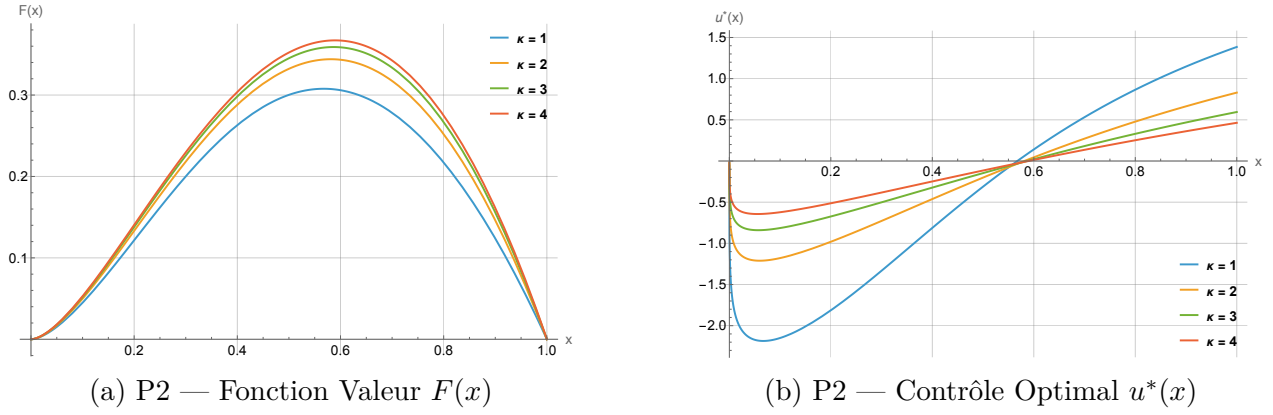 F(x)
κ = 1
κ = 2
κ = 3
κ = 4
0.3
0.2
0.1
0.2 0.4 0.6 0.8 1.0 x
(a) P2 — Fonction Valeur F(x)
u*(x)
1.5
1.0
0.5
0.2 0.4 0.6 0.8 1.0 x
-0.5
-1.0
-1.5
-2.0
κ = 1
κ = 2
κ = 3
κ = 4
(b) P2 — Contrôle Optimal u*(x)